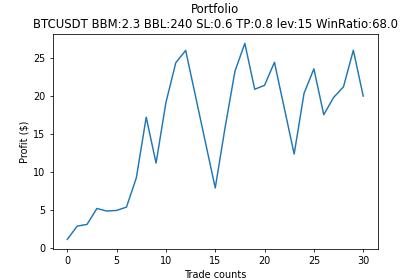 Portfolio
BTCUSDT BBM:2.3 BBL:240 SL:0.6 TP:0.8 lev:15 WinRatio:68.0
Profit ($)
25
20
15
10
5
0
0 5 10 15 20 25 30
Trade counts